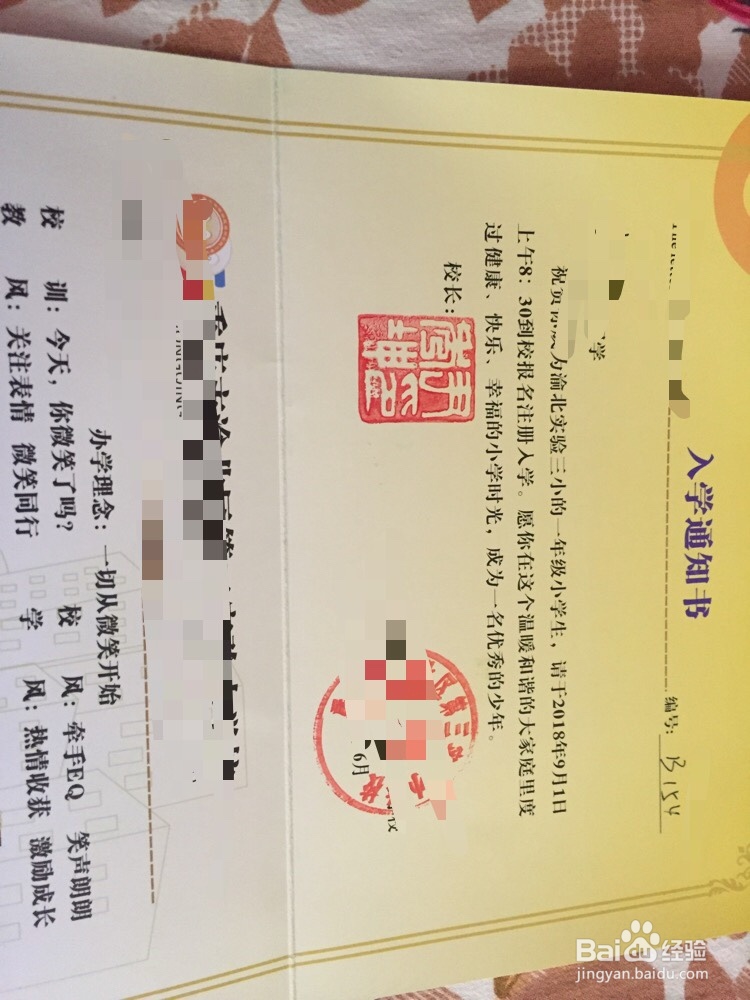 入学通知书
编号: B154
学
祝贺你成为渝北实验三小的一年级小学生，请于2018年9月1日
上午8：30到校报名注册入学。愿你在这个温暖和谐的大家庭里度
过健康、快乐、幸福的小学时光，成为一名优秀的少年。
校长：
6月
办学理念：一切从微笑开始
校 训：今天，你微笑了吗？ 校 风：牵手EQ 笑声朗朗
教 风：关注表情 微笑同行 学 风：热情收获 激励成长
Baidu 经验
jingyan.baidu.com